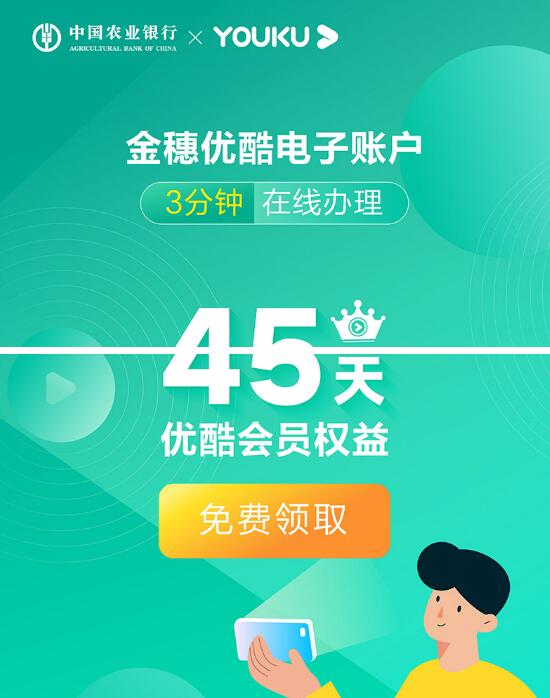 中国农业银行 × YOUKU
AGRICULTURAL BANK OF CHINA
金穗优酷电子账户
3分钟 在线办理
45天
优酷会员权益
免费领取